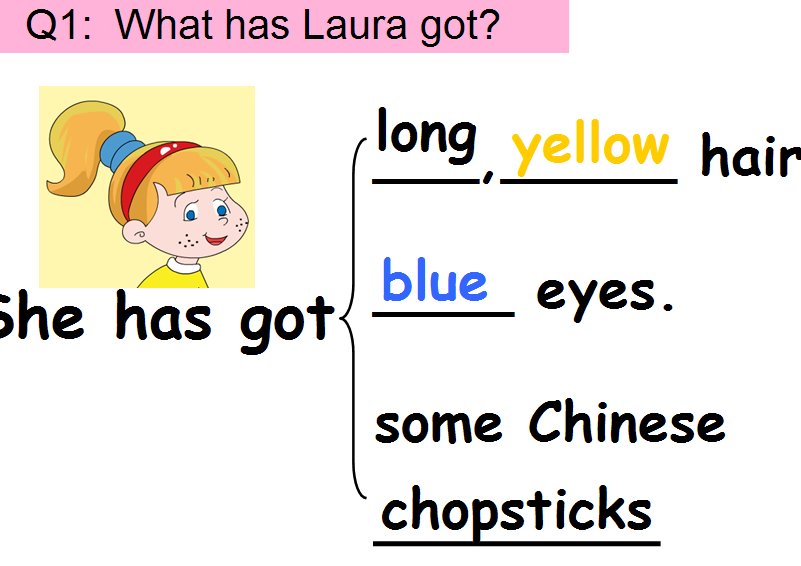 Q1: What has Laura got?
long, yellow hair
blue eyes.
She has got
some Chinese
chopsticks